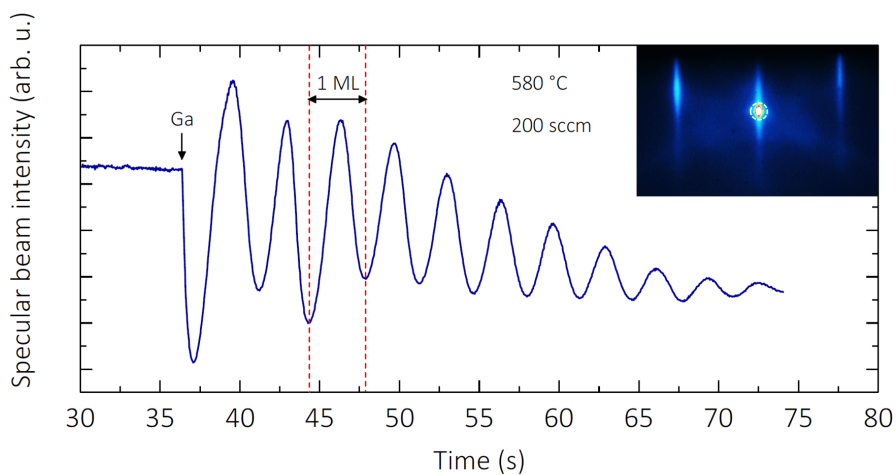 Specular beam intensity (arb. u.)
Ga
1 ML
580 °C
200 sccm
30 35 40 45 50 55 60 65 70 75 80
Time (s)